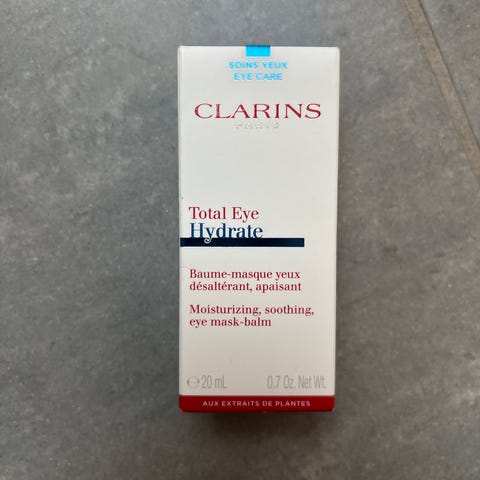 SOINS YEUX
EYE CARE
CLARINS
PARIS
Total Eye
Hydrate
Baume-masque yeux
désaltérant, apaisant
Moisturizing, soothing,
eye mask-balm
℮ 20 mL 0.7 Oz. Net Wt.
AUX EXTRAITS DE PLANTES